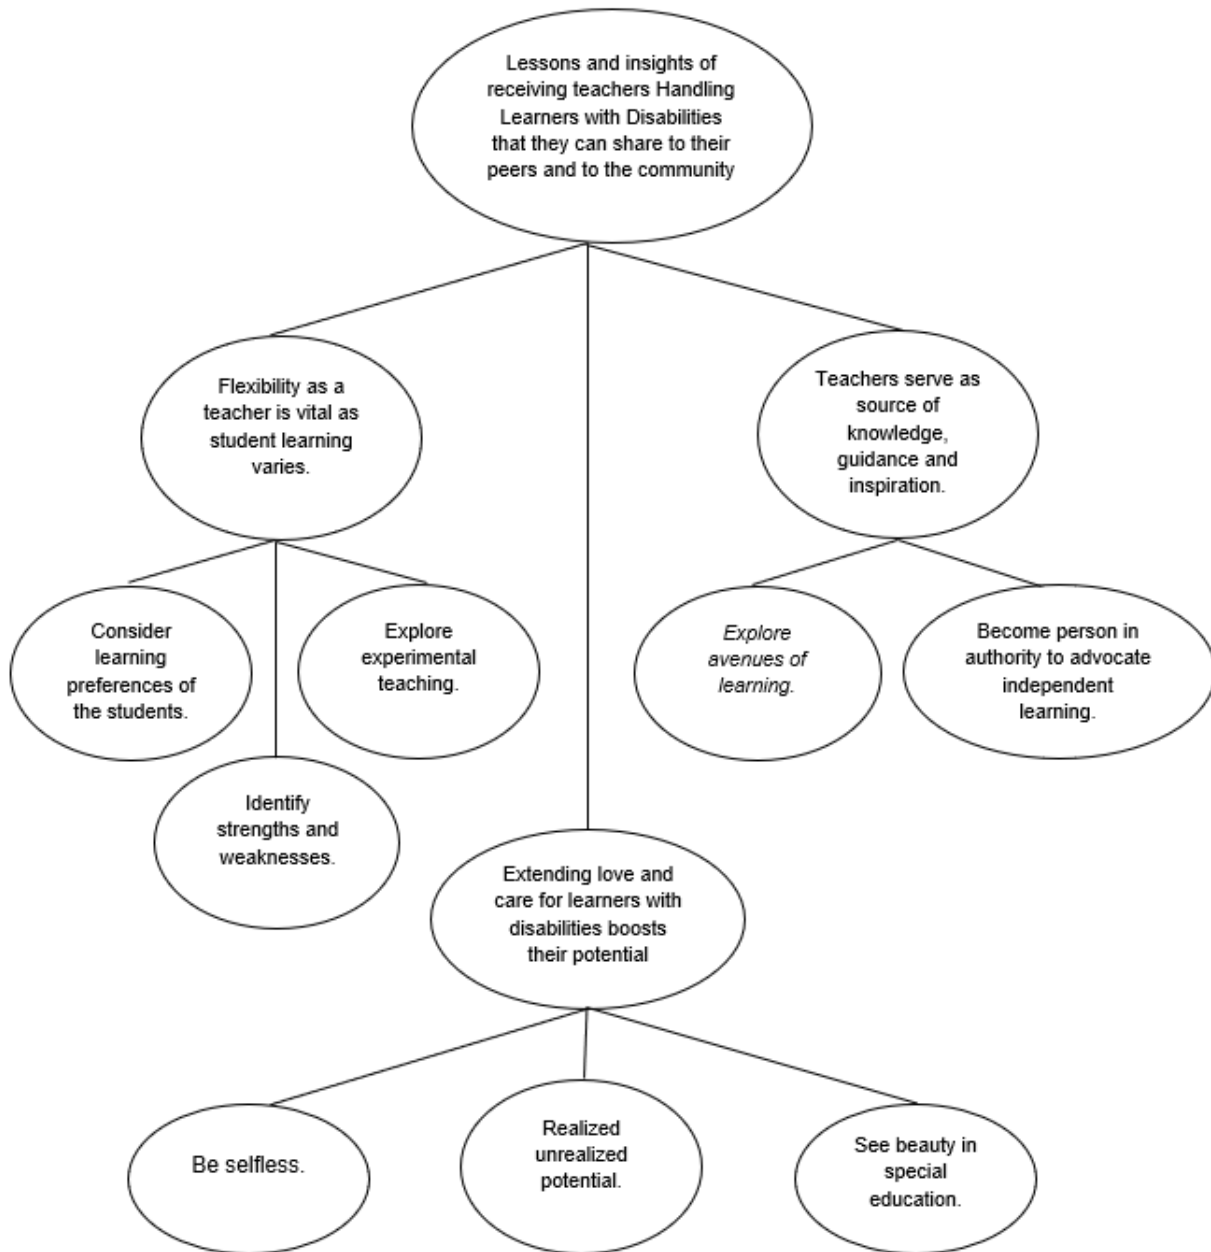 Lessons and insights of
receiving teachers Handling
Learners with Disabilities
that they can share to their
peers and to the community
Flexibility as a
teacher is vital as
student learning
varies.
Teachers serve as
source of
knowledge,
guidance and
inspiration.
Consider
learning
preferences of
the students.
Explore
experimental
teaching.
Explore
avenues of
learning.
Become person in
authority to advocate
independent
learning.
Identify
strengths and
weaknesses.
Extending love and
care for learners with
disabilities boosts
their potential
Be selfless.
Realized
unrealized
potential.
See beauty in
special
education.